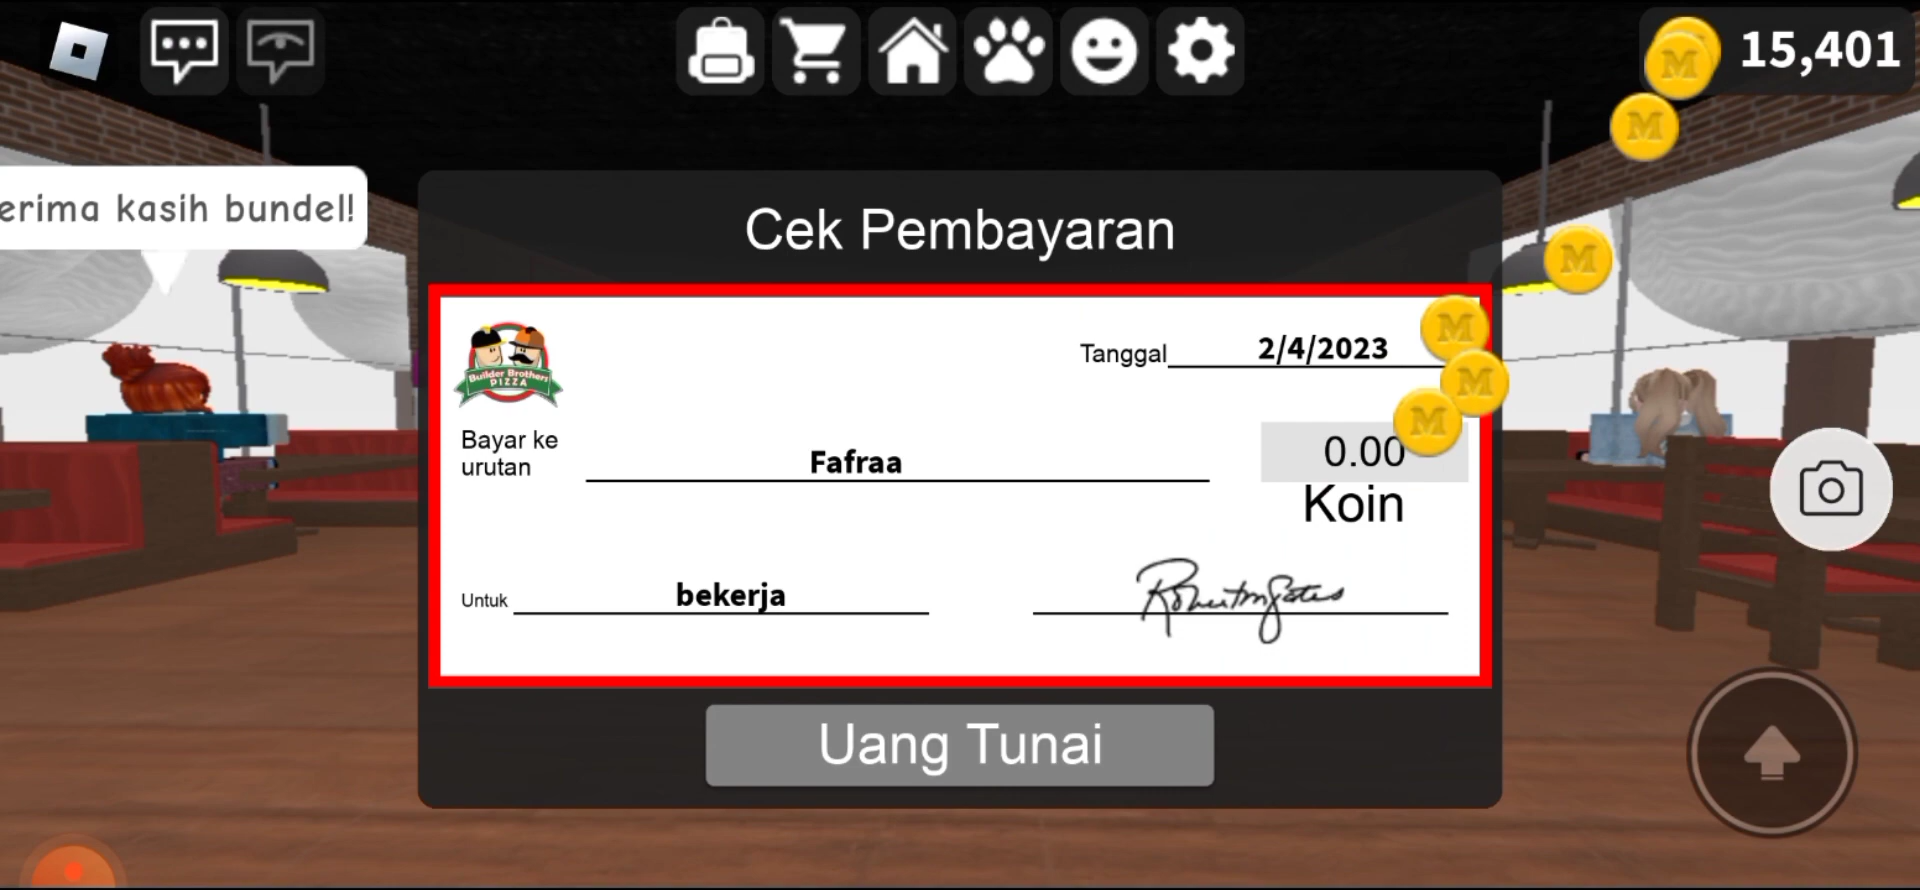 15,401
erima kasih bundel!
Cek Pembayaran
Builder Brothers
PIZZA
Tanggal 2/4/2023
Bayar ke
urutan
Fafraa
0.00
Koin
Untuk bekerja
Uang Tunai